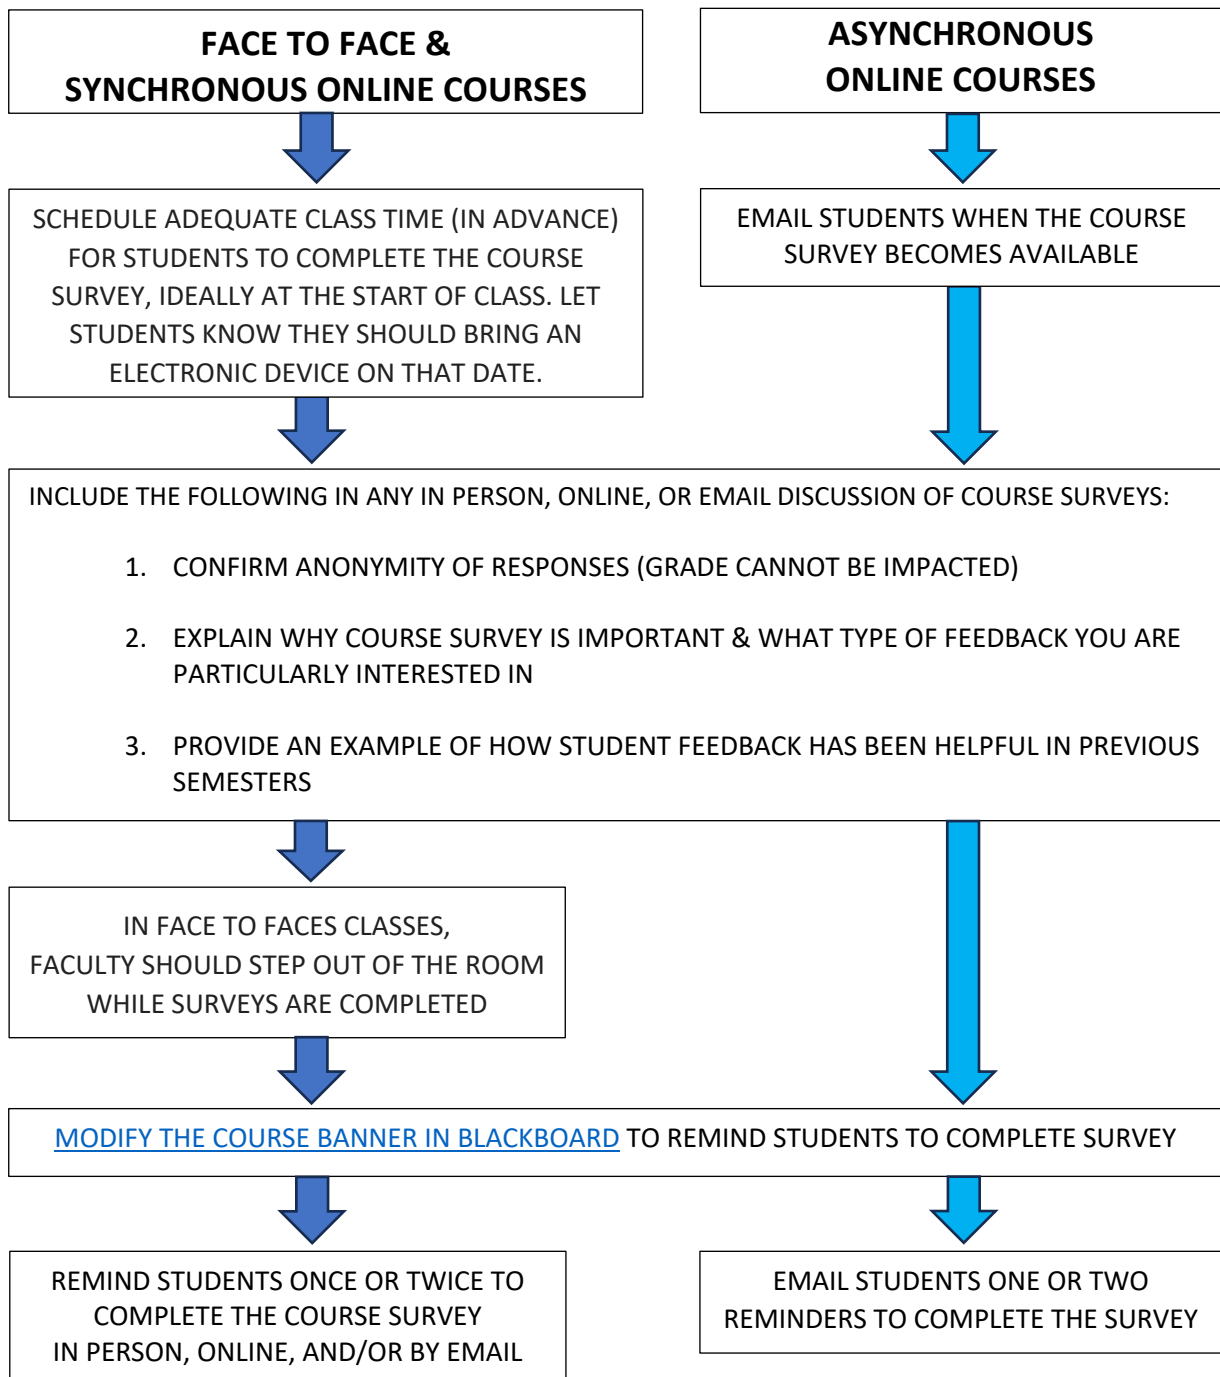 FACE TO FACE &
SYNCHRONOUS ONLINE COURSES
ASYNCHRONOUS
ONLINE COURSES
SCHEDULE ADEQUATE CLASS TIME (IN ADVANCE)
FOR STUDENTS TO COMPLETE THE COURSE
SURVEY, IDEALLY AT THE START OF CLASS. LET
STUDENTS KNOW THEY SHOULD BRING AN
ELECTRONIC DEVICE ON THAT DATE.
EMAIL STUDENTS WHEN THE COURSE
SURVEY BECOMES AVAILABLE
INCLUDE THE FOLLOWING IN ANY IN PERSON, ONLINE, OR EMAIL DISCUSSION OF COURSE SURVEYS:
1. CONFIRM ANONYMITY OF RESPONSES (GRADE CANNOT BE IMPACTED)
2. EXPLAIN WHY COURSE SURVEY IS IMPORTANT & WHAT TYPE OF FEEDBACK YOU ARE
PARTICULARLY INTERESTED IN
3. PROVIDE AN EXAMPLE OF HOW STUDENT FEEDBACK HAS BEEN HELPFUL IN PREVIOUS
SEMESTERS
IN FACE TO FACES CLASSES,
FACULTY SHOULD STEP OUT OF THE ROOM
WHILE SURVEYS ARE COMPLETED
MODIFY THE COURSE BANNER IN BLACKBOARD TO REMIND STUDENTS TO COMPLETE SURVEY
REMIND STUDENTS ONCE OR TWICE TO
COMPLETE THE COURSE SURVEY
IN PERSON, ONLINE, AND/OR BY EMAIL
EMAIL STUDENTS ONE OR TWO
REMINDERS TO COMPLETE THE SURVEY